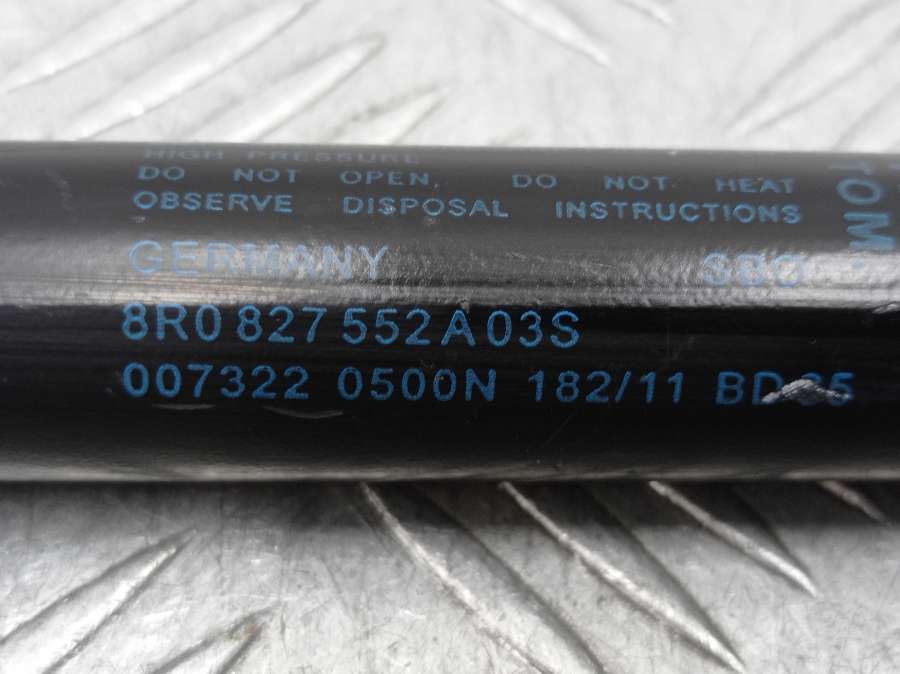 HIGH PRESSURE
DO NOT OPEN, DO NOT HEAT
OBSERVE DISPOSAL INSTRUCTIONS
GERMANY
8R0 827 552A 03S
007322 0500N 182/11